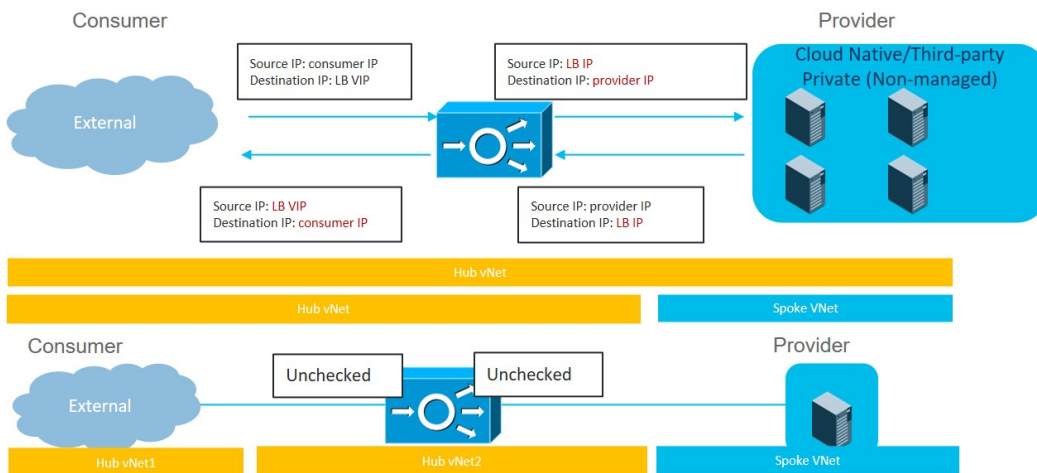 Consumer
Provider
Source IP: consumer IP
Destination IP: LB VIP
Source IP: LB IP
Destination IP: provider IP
Cloud Native/Third-party
Private (Non-managed)
External
Source IP: LB VIP
Destination IP: consumer IP
Source IP: provider IP
Destination IP: LB IP
Hub vNet
Hub vNet
Spoke VNet
Consumer
Provider
External
Unchecked
Unchecked
Hub vNet1
Hub vNet2
Spoke VNet